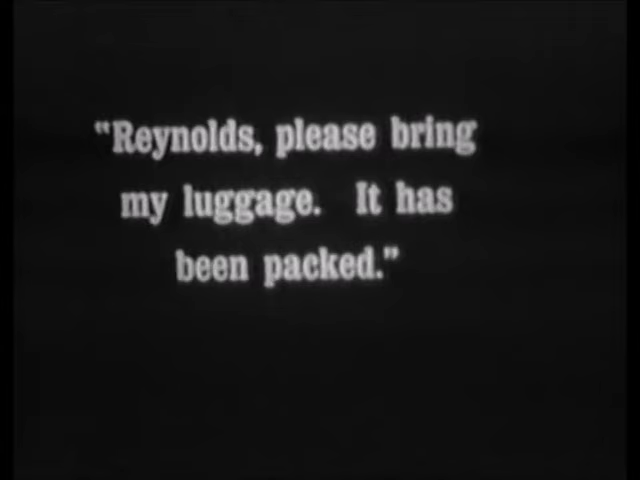 "Reynolds, please bring
my luggage. It has
been packed."